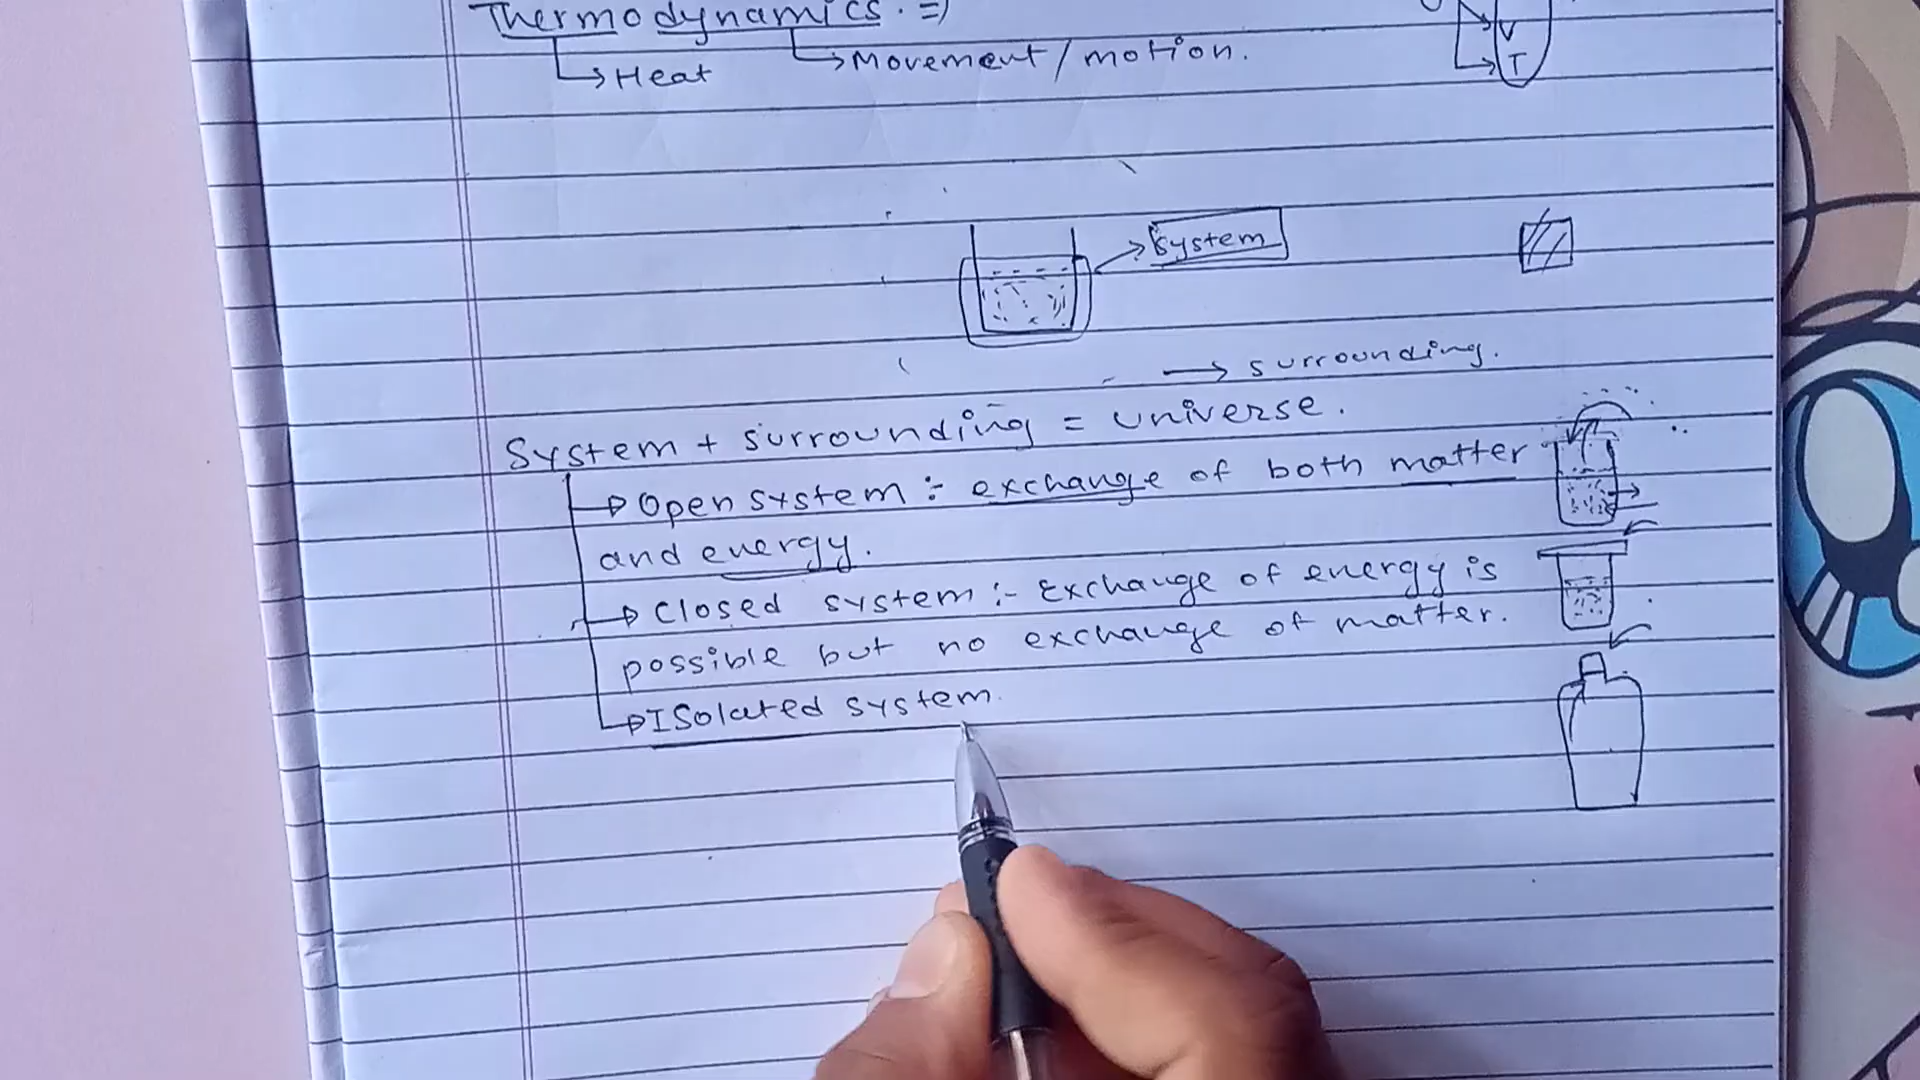 Thermodynamics. =)
Heat
Movement/motion.
V
T
System
surrounding.
System + surrounding = universe.
Open system :- exchange of both matter
and energy.
Closed system :- Exchange of energy is
possible but no exchange of matter.
Isolated system.